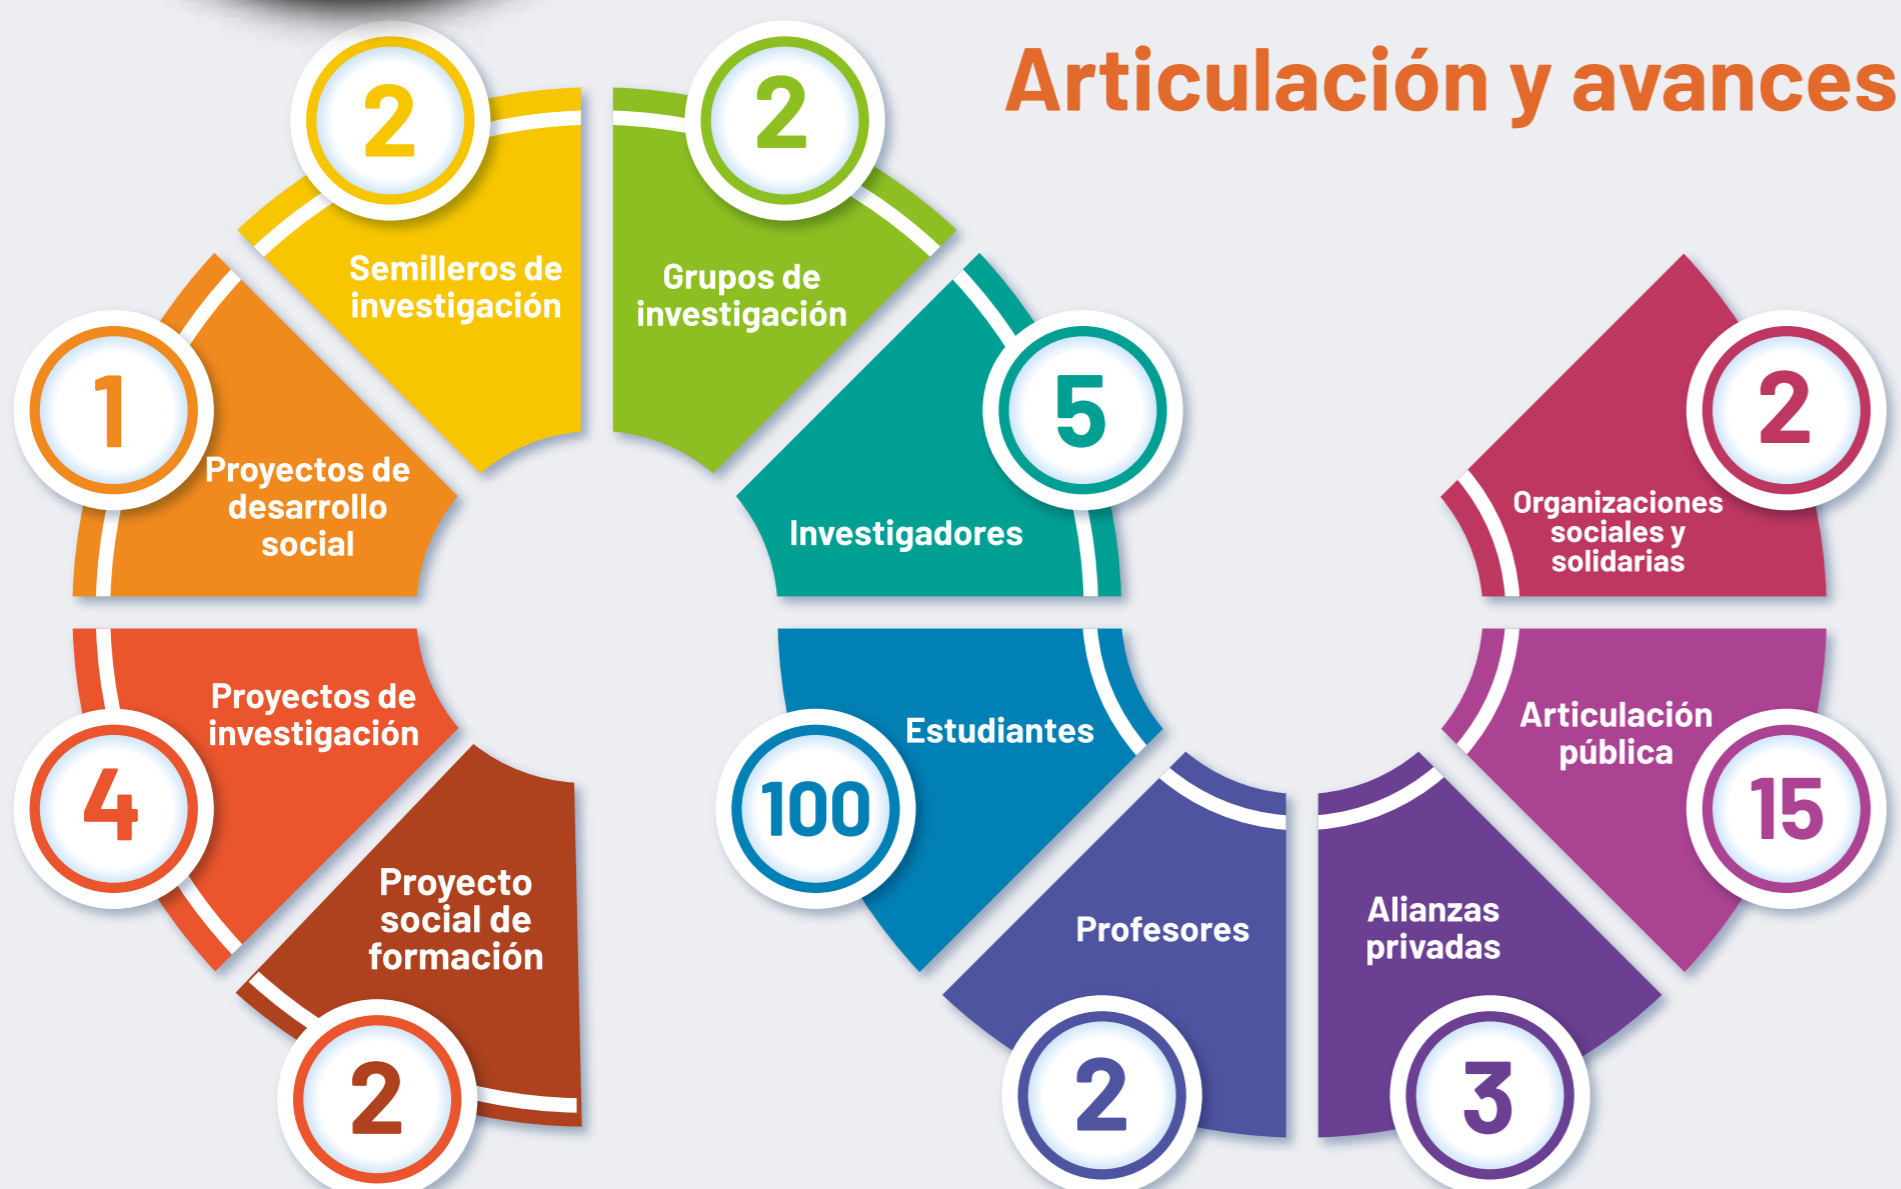 Articulación y avances
2
Proyecto
social de
formación
4
Proyectos de
investigación
1
Proyectos de
desarrollo
social
2
Semilleros de
investigación
2
Grupos de
investigación
5
Investigadores
100
Estudiantes
2
Profesores
3
Alianzas
privadas
15
Articulación
pública
2
Organizaciones
sociales y
solidarias